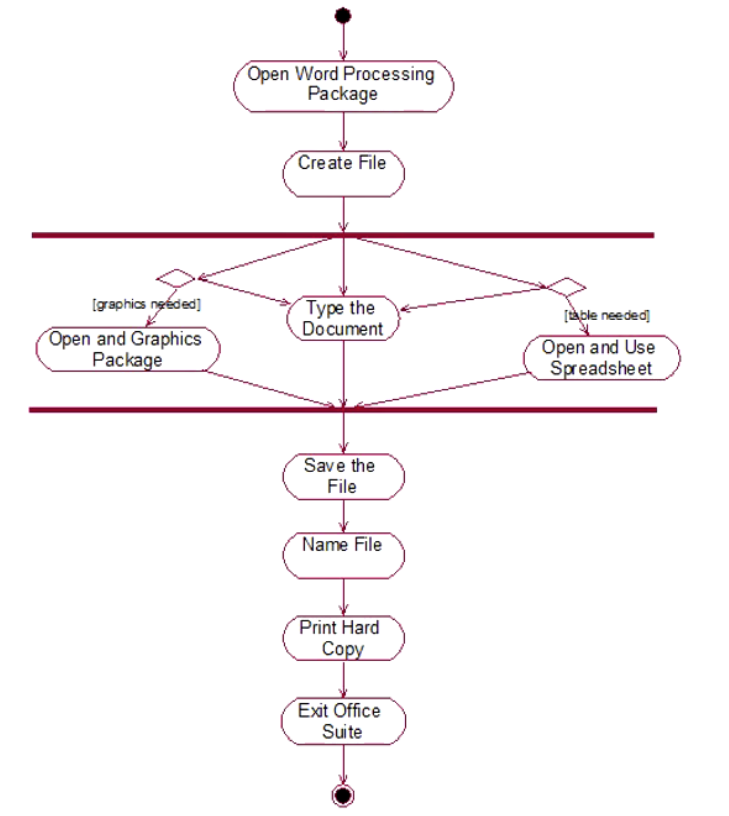 Open Word Processing
Package
Create File
[graphics needed]
Type the
Document
[table needed]
Open and Graphics
Package
Open and Use
Spreadsheet
Save the
File
Name File
Print Hard
Copy
Exit Office
Suite